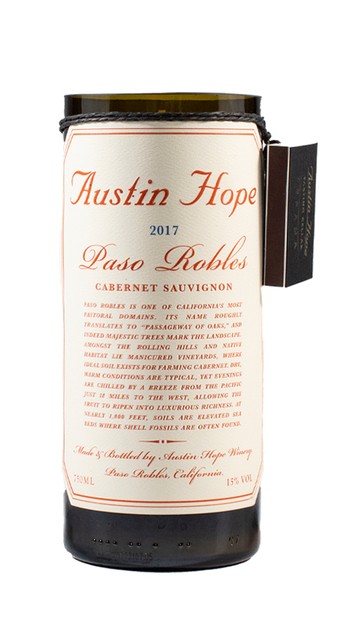 Austin Hope
2017
Paso Robles
CABERNET SAUVIGNON
PASO ROBLES IS ONE OF CALIFORNIA'S MOST
PASTORAL DOMAINS. ITS NAME ROUGHLY
TRANSLATES TO "PASSAGEWAY OF OAKS," AND
INDEED MAJESTIC TREES MARK THE LANDSCAPE.
AMONGST THE ROLLING HILLS AND NATIVE
HABITAT LIE MANICURED VINEYARDS, WHERE
IDEAL SOIL EXISTS FOR FARMING CABERNET. DRY,
WARM CONDITIONS ARE TYPICAL, YET EVENINGS
ARE CHILLED BY A BREEZE FROM THE PACIFIC
JUST 18 MILES TO THE WEST, ALLOWING THE
FRUIT TO RIPEN INTO LUXURIOUS RICHNESS. AT
NEARLY 1,000 FEET, SOILS ARE ELEVATED SEA
BEDS WHERE SHELL FOSSILS ARE OFTEN FOUND.
Made & Bottled by Austin Hope Winery
Paso Robles, California
750ML
15% VOL
Austin Hope